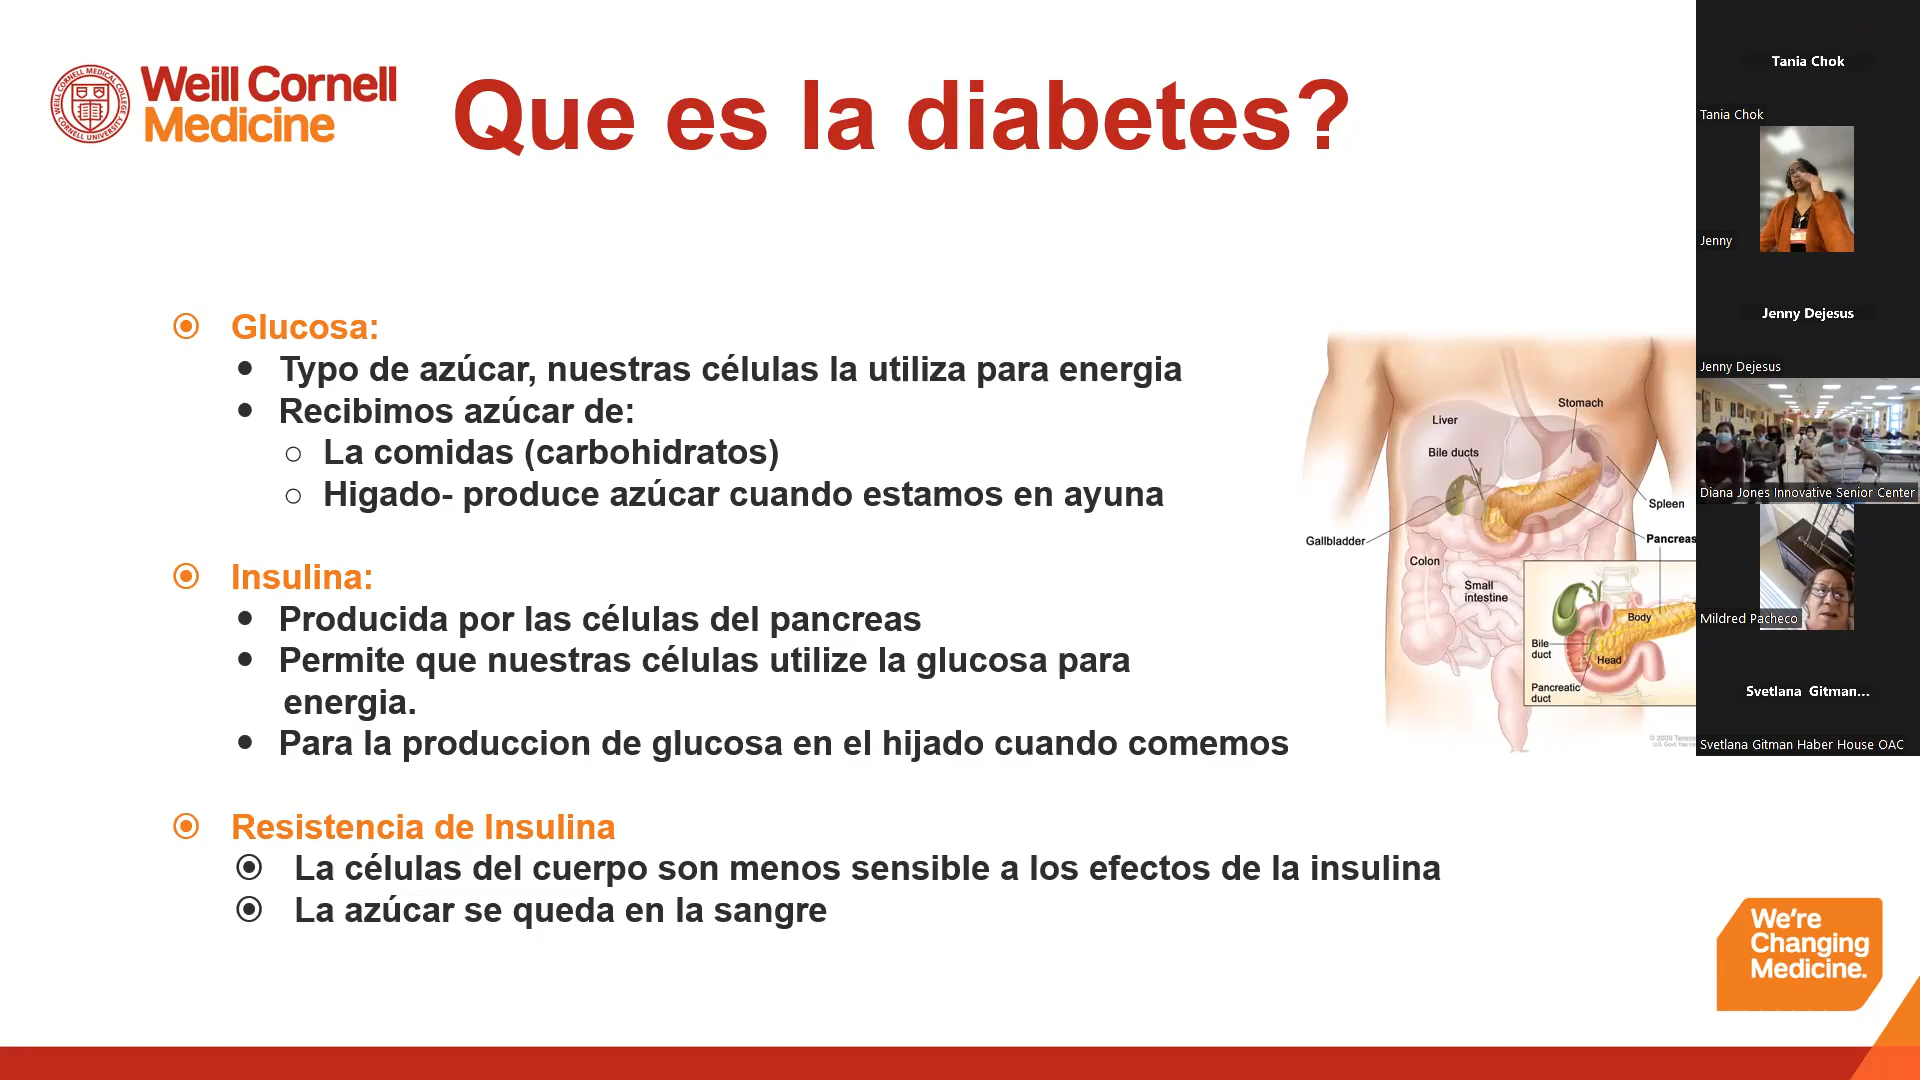 Weill Cornell
Medicine
Que es la diabetes?
Glucosa:
Typo de azúcar, nuestras células la utiliza para energia
Recibimos azúcar de:
La comidas (carbohidratos)
Higado- produce azúcar cuando estamos en ayuna
Insulina:
Producida por las células del pancreas
Permite que nuestras células utilize la glucosa para
energia.
Para la produccion de glucosa en el hijado cuando comemos
Resistencia de Insulina
La células del cuerpo son menos sensible a los efectos de la insulina
La azúcar se queda en la sangre
Stomach
Liver
Bile ducts
Spleen
Gallbladder
Pancreas
Colon
Small
intestine
Body
Bile
duct
Head
Pancreatic
duct
© 2009 Terese
U.S. Govt. has
We're
Changing
Medicine.
Tania Chok
Tania Chok
Jenny
Jenny Dejesus
Jenny Dejesus
Diana Jones Innovative Senior Center
Mildred Pacheco
Svetlana Gitman...
Svetlana Gitman Haber House OAC